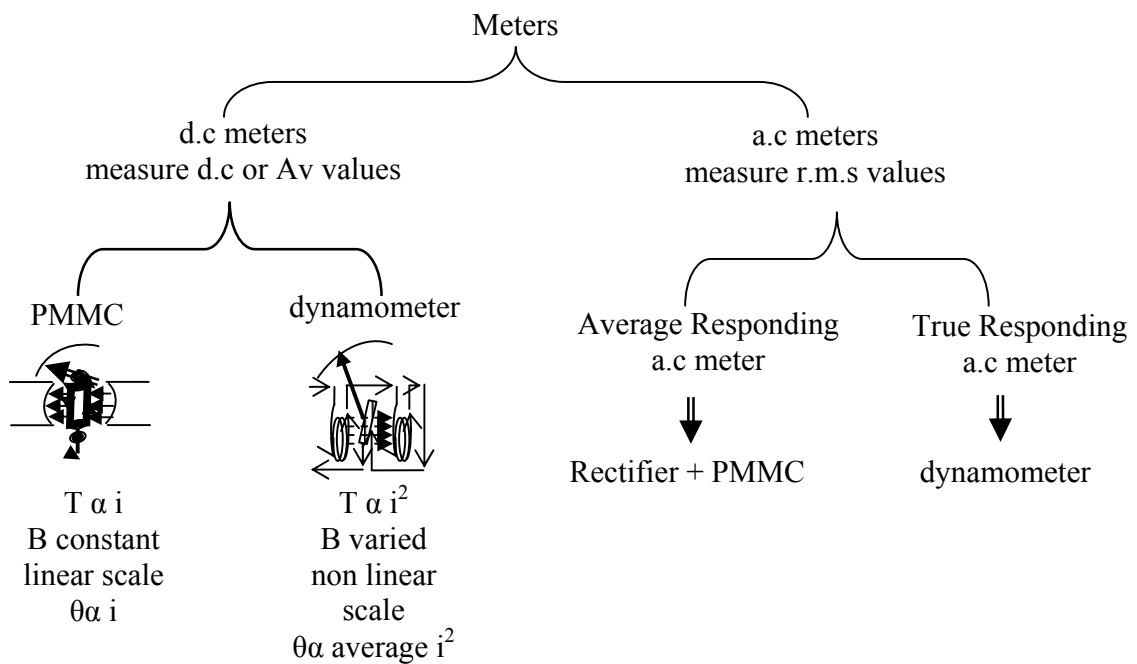 Meters
d.c meters
measure d.c or Av values
a.c meters
measure r.m.s values
PMMC
dynamometer
Average Responding
a.c meter
True Responding
a.c meter
Rectifier + PMMC
dynamometer
T α i
B constant
linear scale
θα i
T α i²
B varied
non linear
scale
θα average i²